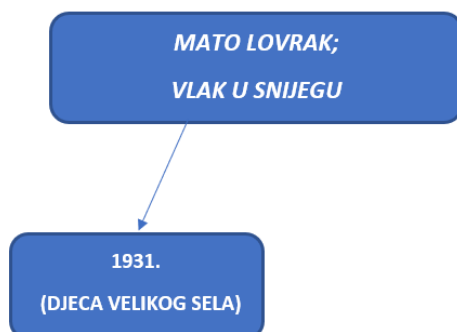 MATO LOVRAK;
VLAK U SNIJEGU
1931.
(DJECA VELIKOG SELA)